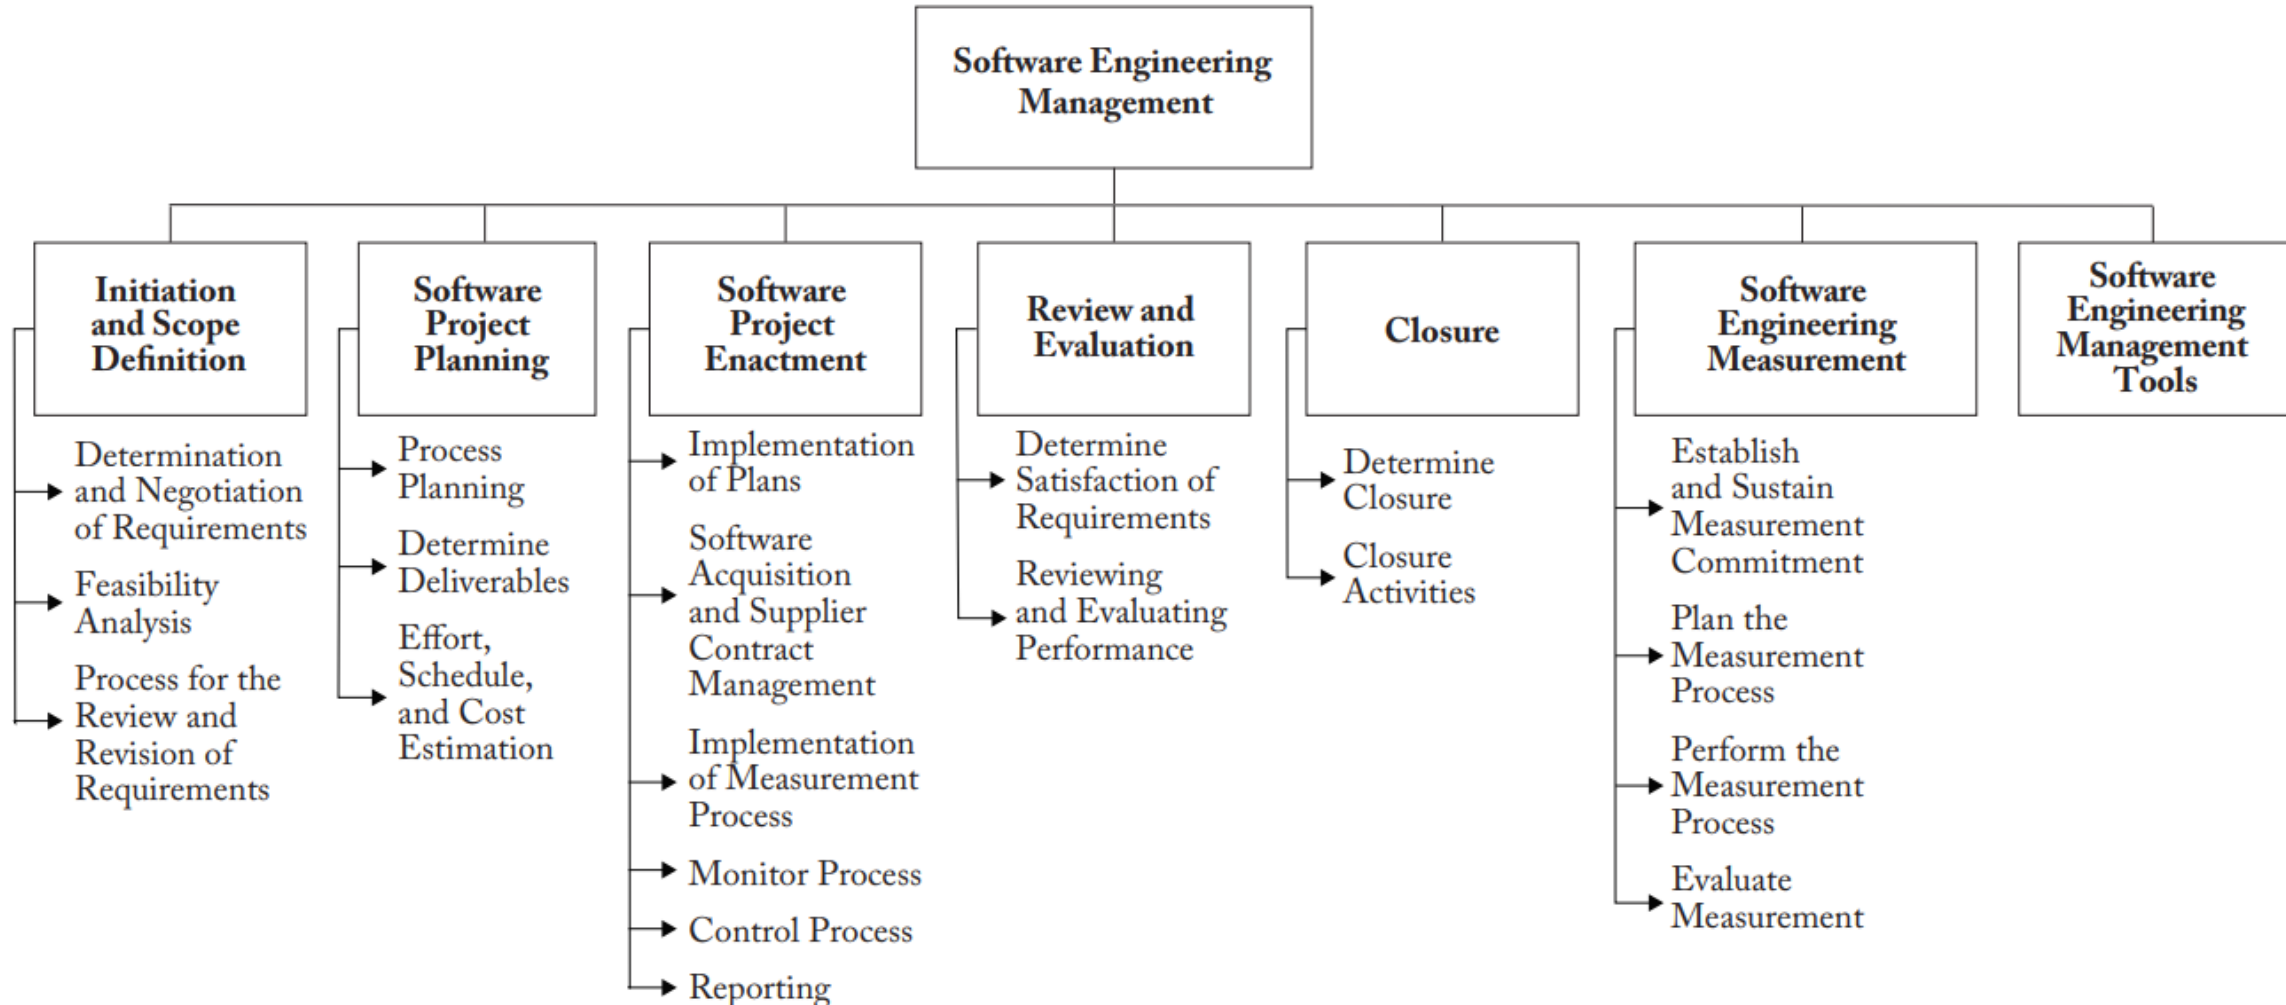 Software Engineering
Management
Initiation
and Scope
Definition
Determination
and Negotiation
of Requirements
Feasibility
Analysis
Process for the
Review and
Revision of
Requirements
Software
Project
Planning
Process
Planning
Determine
Deliverables
Effort,
Schedule,
and Cost
Estimation
Software
Project
Enactment
Implementation
of Plans
Software
Acquisition
and Supplier
Contract
Management
Implementation
of Measurement
Process
Monitor Process
Control Process
Reporting
Review and
Evaluation
Determine
Satisfaction of
Requirements
Reviewing
and Evaluating
Performance
Closure
Determine
Closure
Closure
Activities
Software
Engineering
Measurement
Establish
and Sustain
Measurement
Commitment
Plan the
Measurement
Process
Perform the
Measurement
Process
Evaluate
Measurement
Software
Engineering
Management
Tools